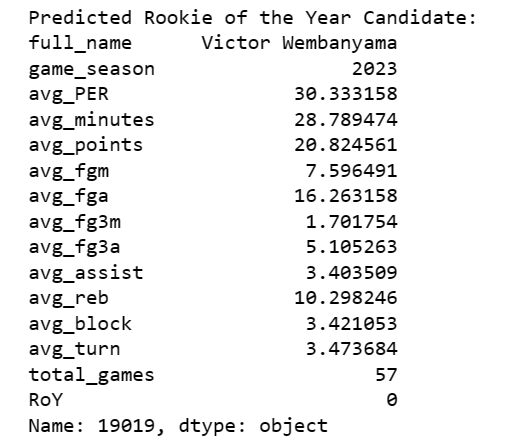 Predicted Rookie of the Year Candidate:
full_name Victor Wembanyama
game_season 2023
avg_PER 30.333158
avg_minutes 28.789474
avg_points 20.824561
avg_fgm 7.596491
avg_fga 16.263158
avg_fg3m 1.701754
avg_fg3a 5.105263
avg_assist 3.403509
avg_reb 10.298246
avg_block 3.421053
avg_turn 3.473684
total_games 57
RoY 0
Name: 19019, dtype: object